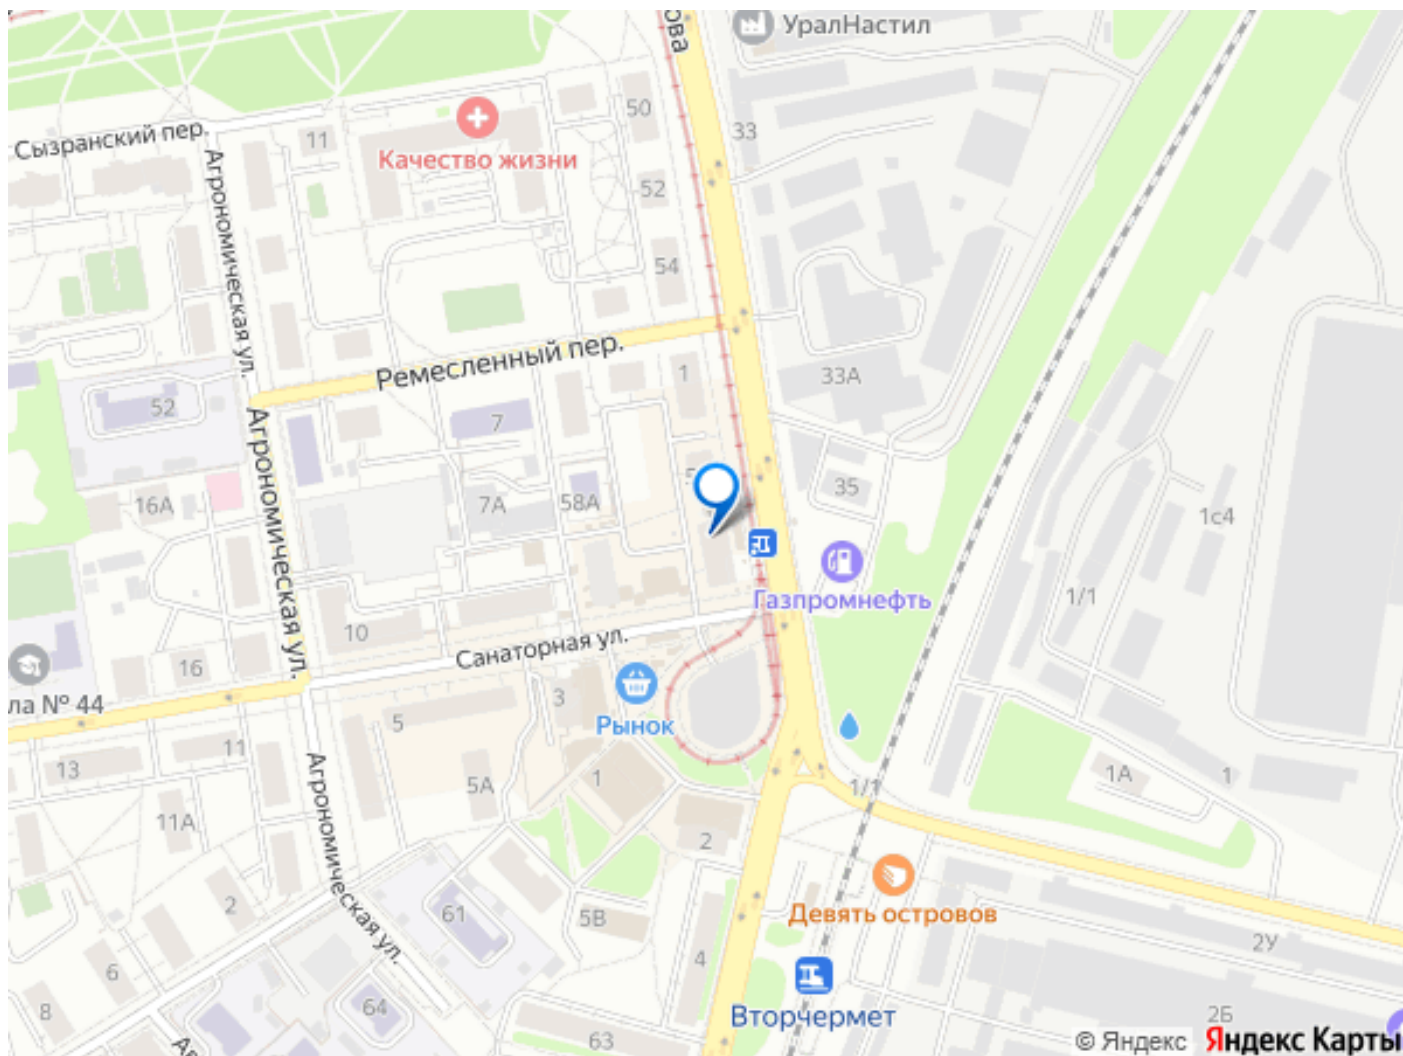 ова
УралНастил
Сызранский пер.
11
50
33
Качество жизни
Агрономическая ул.
52
54
Ремесленный пер.
1
33А
52
7
Агрономическая ул.
5
35
16А
7А
58А
1с4
Газпромнефть
1/1
10
Санаторная ул.
16
ла № 44
3
Рынок
5
11
13
1А
1
5А
1
1/1
11А
Агрономическая ул.
2
Девять островов
2
61
5В
2У
4
6
Вторчермет
8
64
2Б
63
Ав
© Яндекс
Яндекс Карты